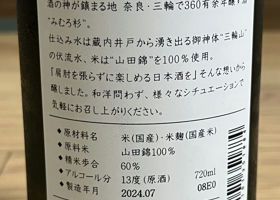 酒の神が鎮まる地 奈良・三輪で360有余年醸す酒
“みむろ杉”。
仕込み水は蔵内井戸から湧き出る御神体“三輪山”
の伏流水、米は“山田錦”を100%使用。
「肩肘を張らずに楽しめる日本酒を」そんな想いから
醸しました。和洋問わず、様々なシチュエーションで
気軽にお召し上がりください。
◆原材料名 米(国産)・米麹(国産米)
◆原料米 山田錦100%
◆精米歩合 60%
◆アルコール分 13度(原酒) 720ml
◆製造年月 2024.07 08E0